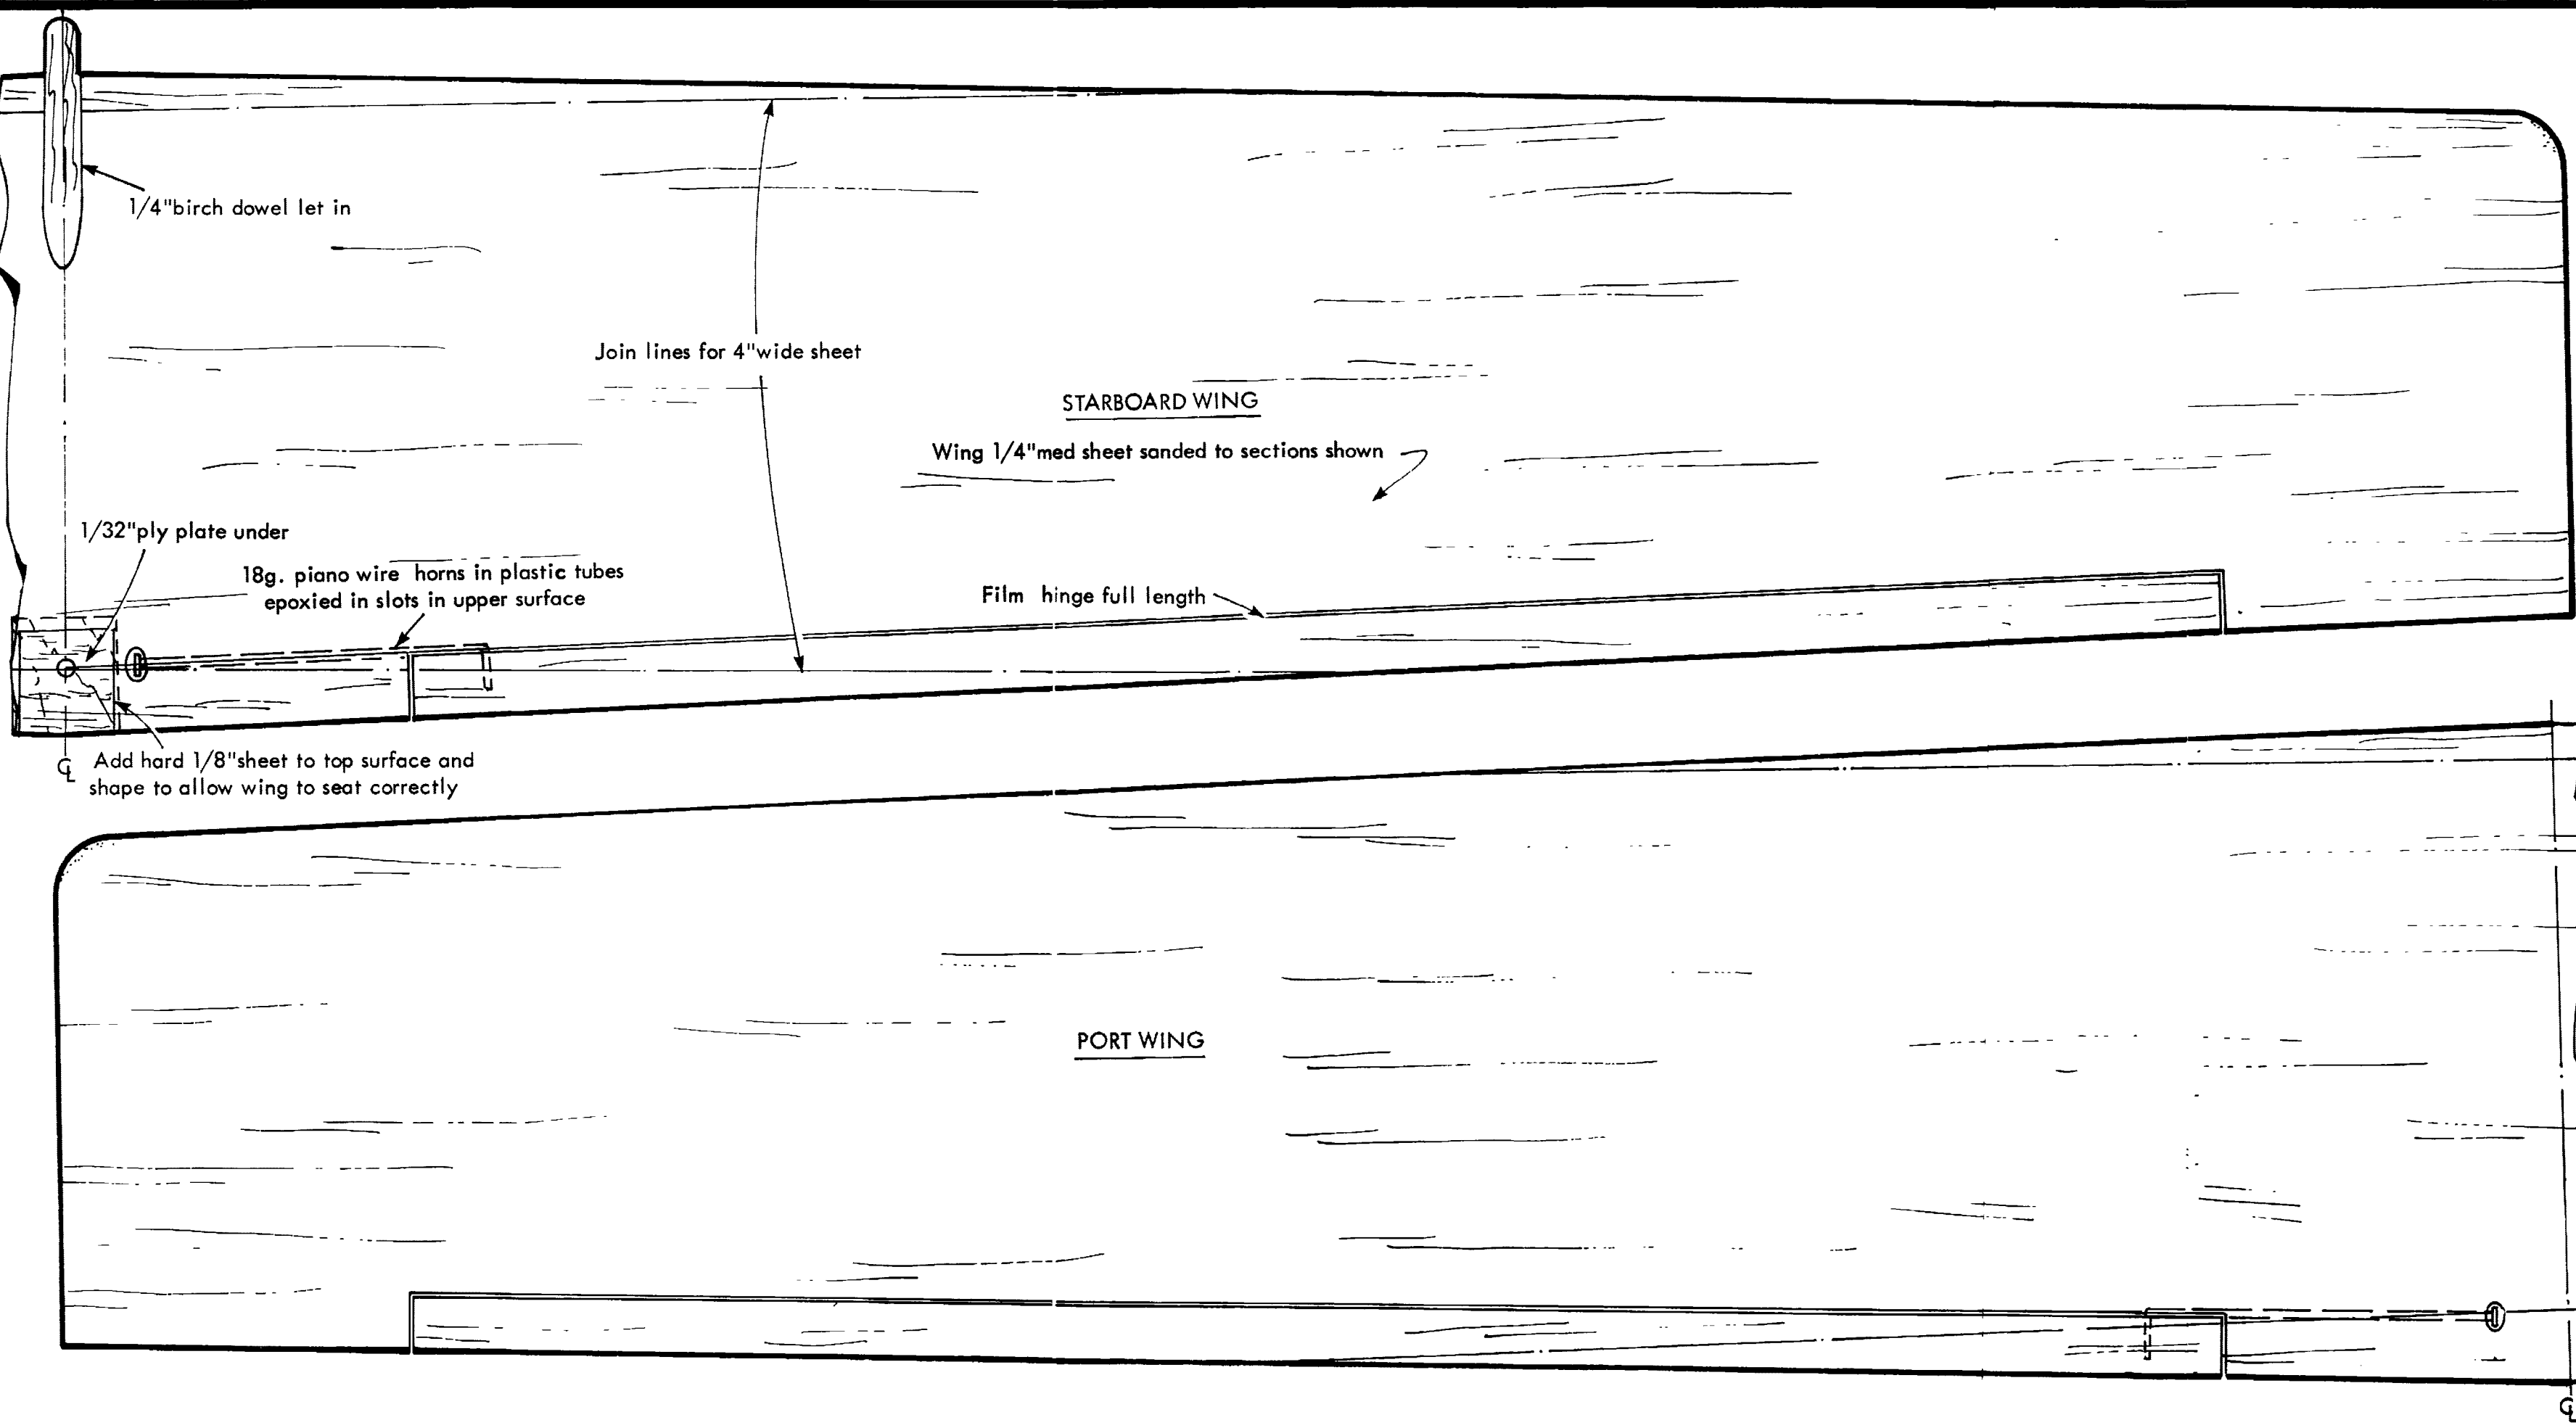 1/4"birch dowel let in
Join lines for 4"wide sheet
STARBOARD WING
Wing 1/4"med sheet sanded to sections shown
1/32"ply plate under
18g. piano wire horns in plastic tubes
epoxied in slots in upper surface
Film hinge full length
℄
Add hard 1/8"sheet to top surface and
shape to allow wing to seat correctly
PORT WING
℄